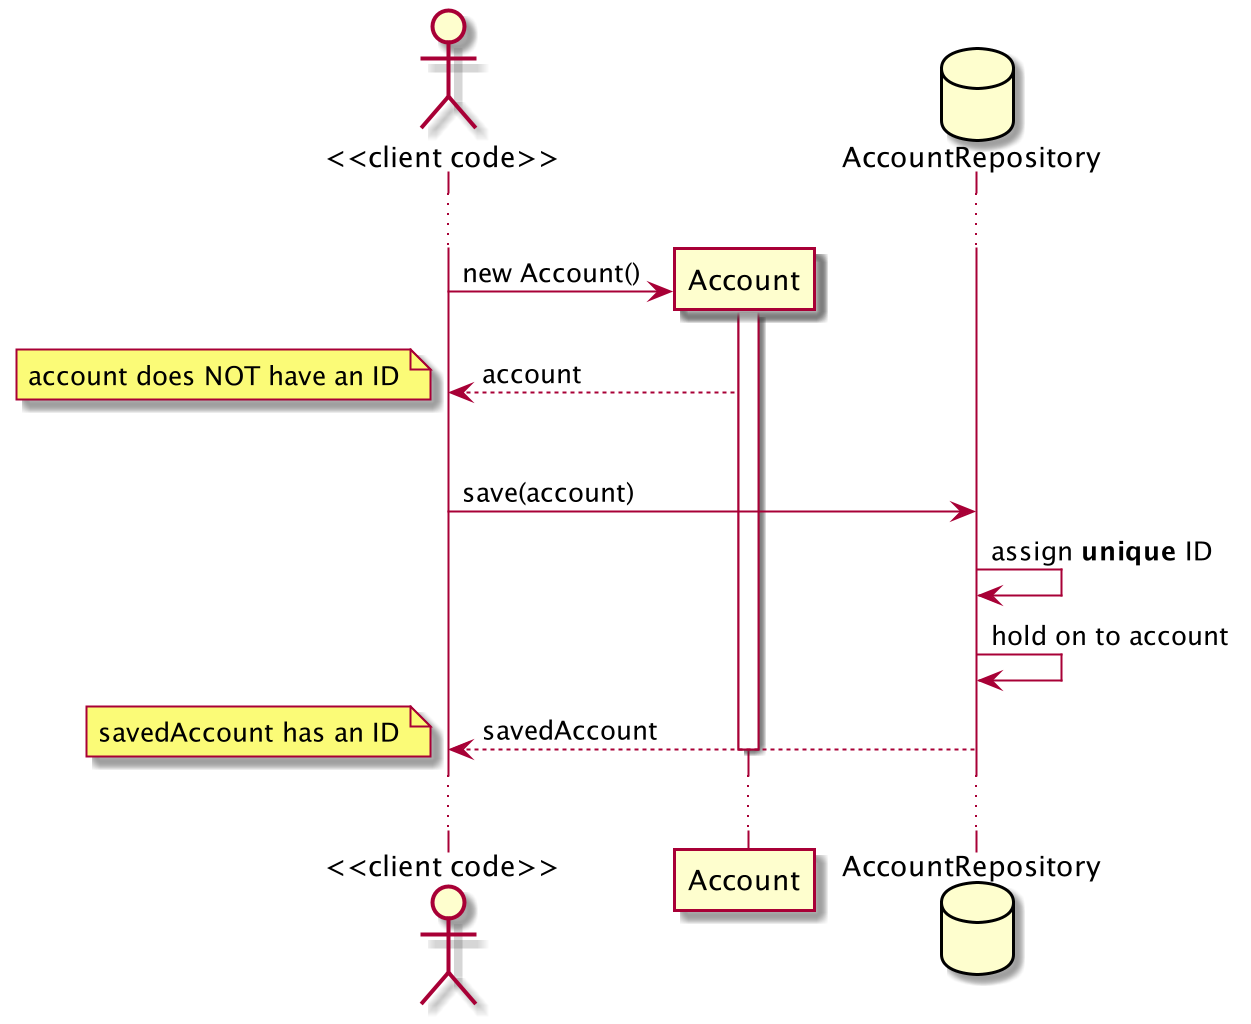 <<client code>>
AccountRepository
new Account()
Account
account does NOT have an ID
account
save(account)
assign unique ID
hold on to account
savedAccount has an ID
savedAccount
<<client code>>
Account
AccountRepository